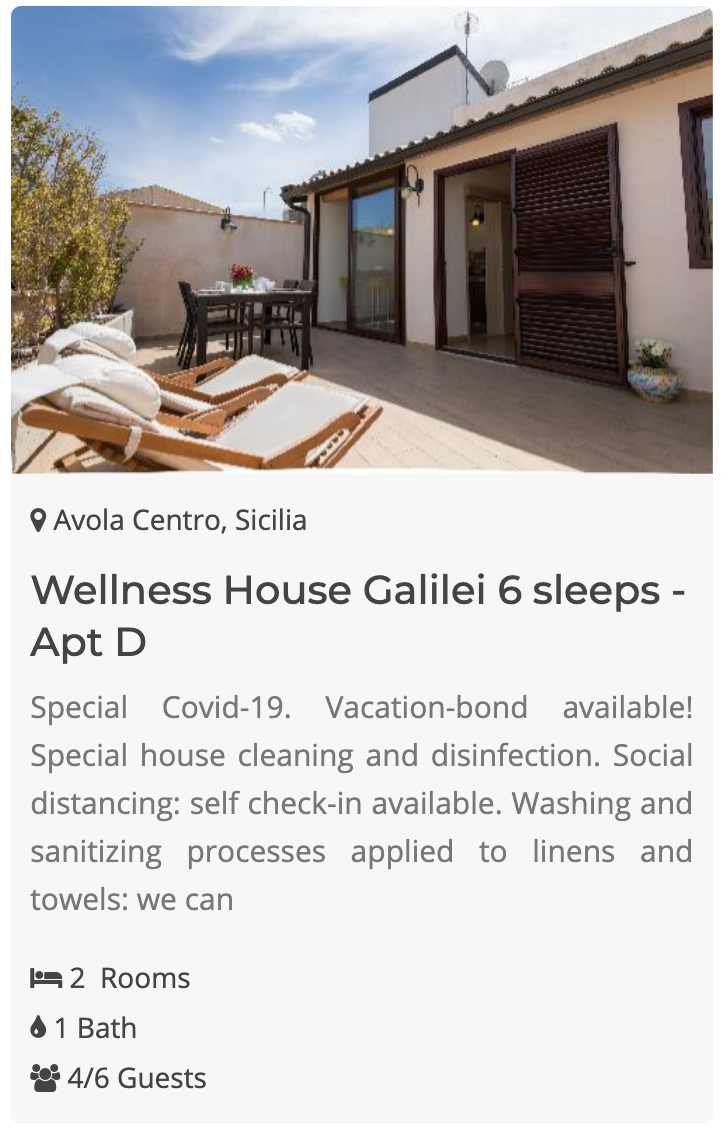 Avola Centro, Sicilia
Wellness House Galilei 6 sleeps -
Apt D
Special Covid-19. Vacation-bond available!
Special house cleaning and disinfection. Social
distancing: self check-in available. Washing and
sanitizing processes applied to linens and
towels: we can
2 Rooms
1 Bath
4/6 Guests